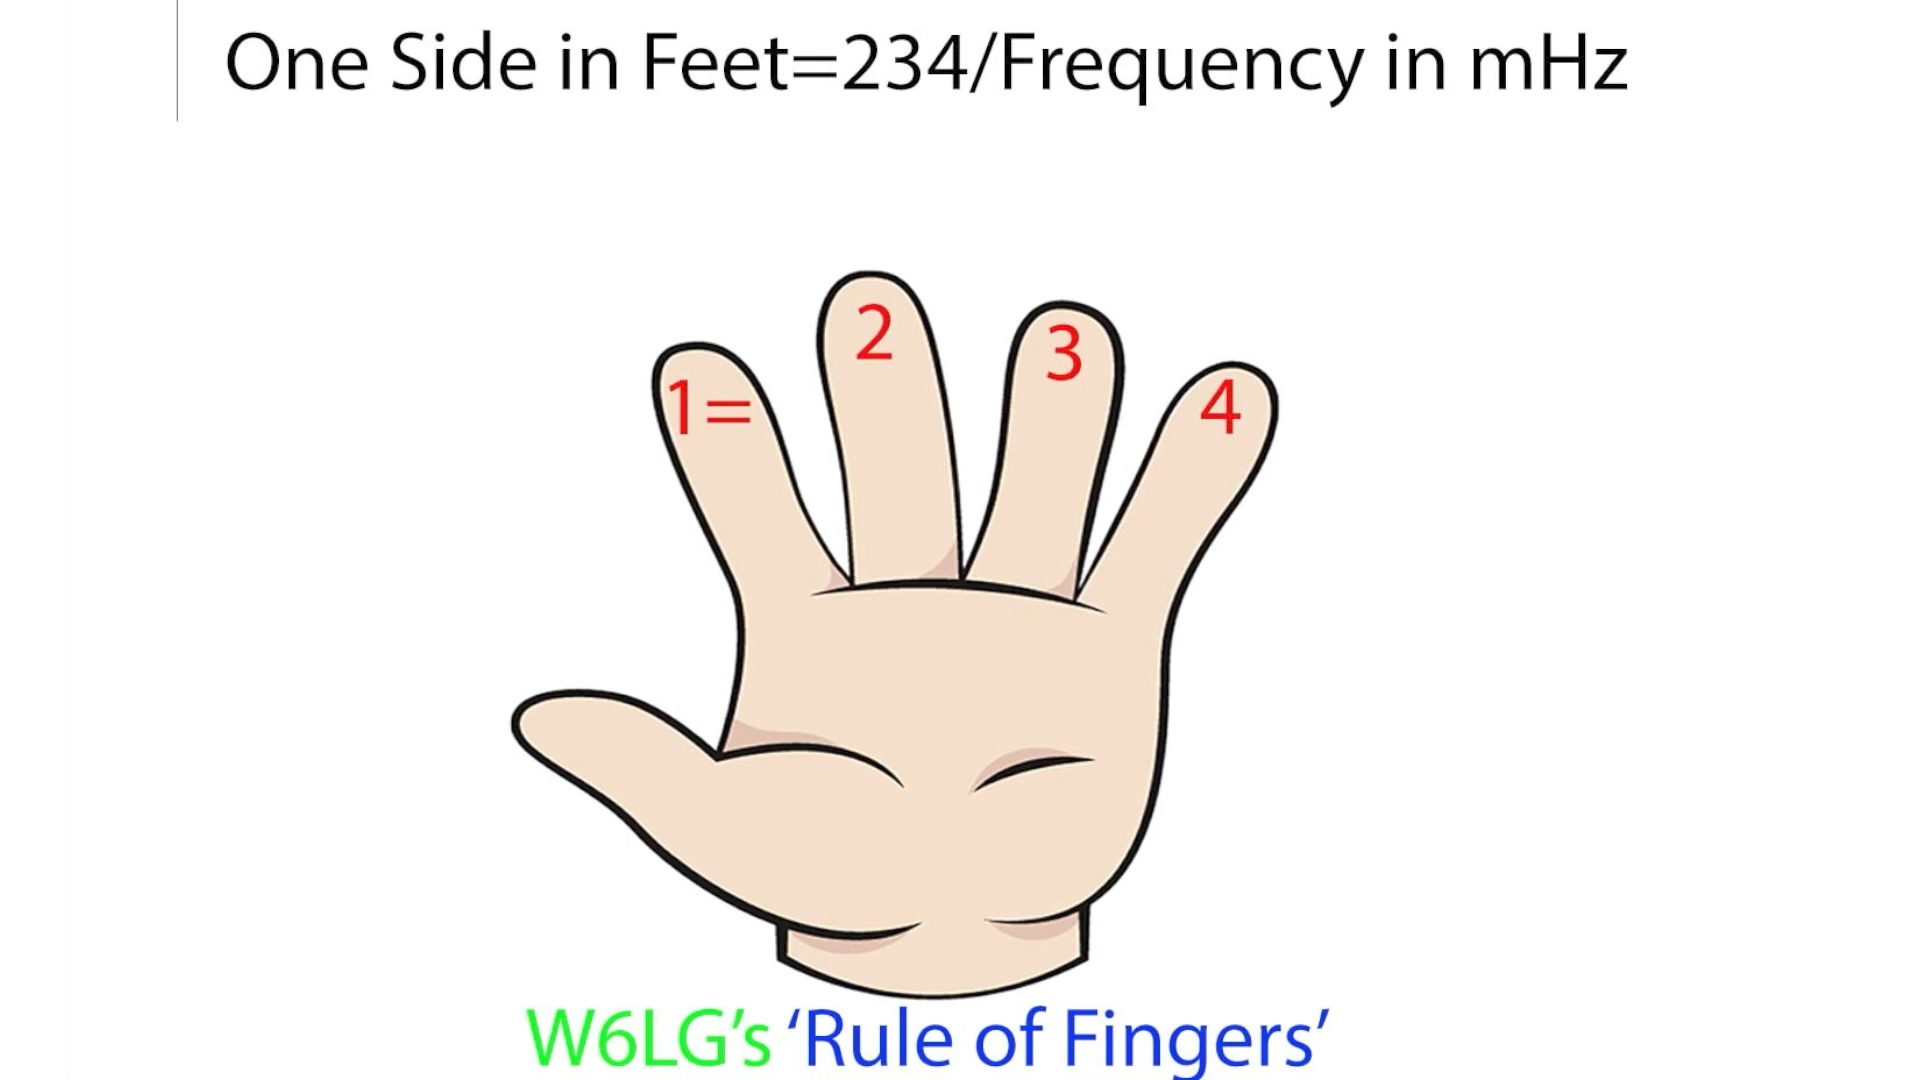 One Side in Feet=234/Frequency in mHz
1=
2
3
4
W6LG’s ‘Rule of Fingers’